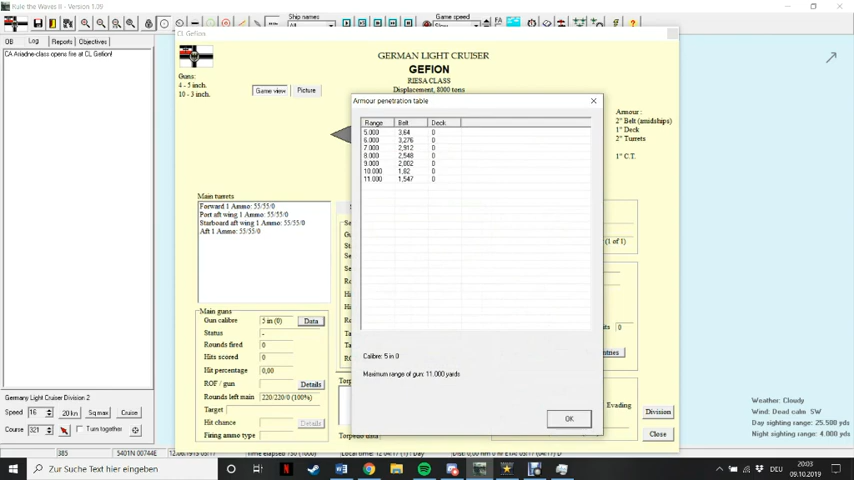 Rule the Waves II - Version 1.09
Ship names
All
Game speed
Slow
OB Log Reports Objectives
CA Ariadne-class opens fire at CL Gefion!
CL Gefion
GERMAN LIGHT CRUISER
GEFION
RIESA CLASS
Displacement, 8000 tons
Guns:
4 - 5 inch.
10 - 3 inch.
Game view Picture
Armour :
2" Belt (amidships)
1" Deck
2" Turrets
1" C.T.
Armour penetration table
Range Belt Deck
5.000 3,64 0
6.000 3,276 0
7.000 2,912 0
8.000 2,548 0
9.000 2,002 0
10.000 1,82 0
11.000 1,547 0
Calibre: 5 in 0
Maximum range of gun: 11.000 yards
OK
Main turrets
Forward 1 Ammo: 55/55/0
Port aft wing 1 Ammo: 55/55/0
Starboard aft wing 1 Ammo: 55/55/0
Aft 1 Ammo: 55/55/0
(1 of 1)
Main guns
Gun calibre 5 in (0) Data
Status -
Rounds fired 0
Hits scored 0
Hit percentage 0,00
ROF / gun Details
Rounds left main 220/220/0 (100%)
Target
Hit chance Details
Firing ammo type
Torpedo data
Evading
Division
Close
Germany Light Cruiser Division 2
Speed 16 20 kn Sq max Cruise
Course 321 Turn together
Weather: Cloudy
Wind: Dead calm SW
Day sighting range: 25.500 yds
Night sighting range: 4.000 yds
385 5401N 00744E
Zur Suche Text hier eingeben
DEU
20:03
09.10.2019